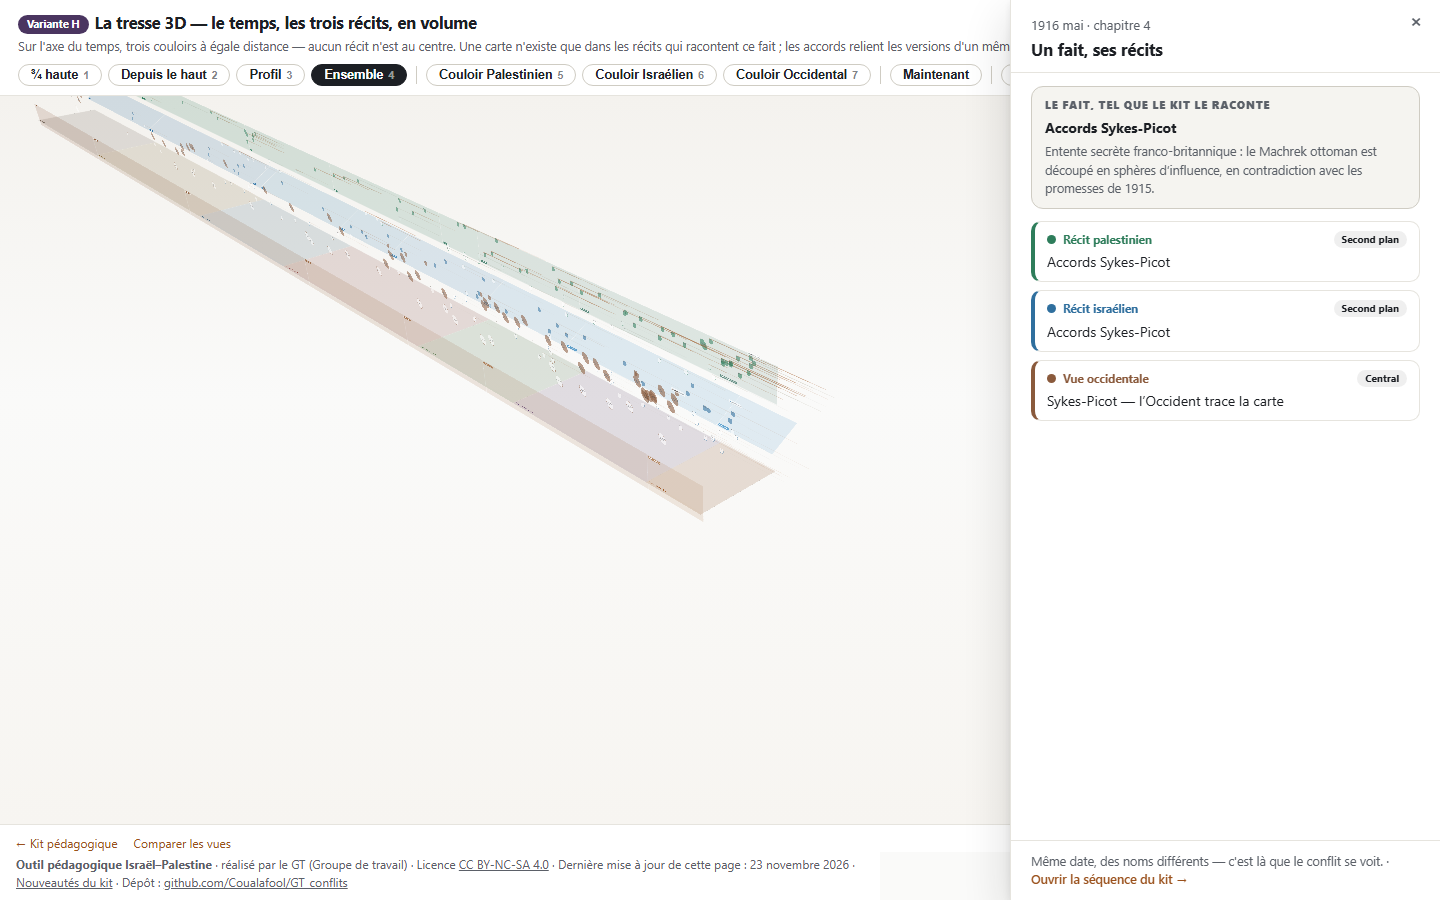 Variante H La tresse 3D — le temps, les trois récits, en volume
Sur l'axe du temps, trois couloirs à égale distance — aucun récit n'est au centre. Une carte n'existe que dans les récits qui racontent ce fait ; les accords relient les versions d'un mêm
¾ haute 1 Depuis le haut 2 Profil 3 Ensemble 4 Couloir Palestinien 5 Couloir Israélien 6 Couloir Occidental 7 Maintenant
1916 mai · chapitre 4 ×
Un fait, ses récits
LE FAIT, TEL QUE LE KIT LE RACONTE
Accords Sykes-Picot
Entente secrète franco-britannique : le Machrek ottoman est
découpé en sphères d'influence, en contradiction avec les
promesses de 1915.
Récit palestinien Second plan
Accords Sykes-Picot
Récit israélien Second plan
Accords Sykes-Picot
Vue occidentale Central
Sykes-Picot — l'Occident trace la carte
Même date, des noms différents — c'est là que le conflit se voit. ·
Ouvrir la séquence du kit →
← Kit pédagogique Comparer les vues
Outil pédagogique Israël–Palestine · réalisé par le GT (Groupe de travail) · Licence CC BY-NC-SA 4.0 · Dernière mise à jour de cette page : 23 novembre 2026 ·
Nouveautés du kit · Dépôt : github.com/Coualafool/GT_conflits